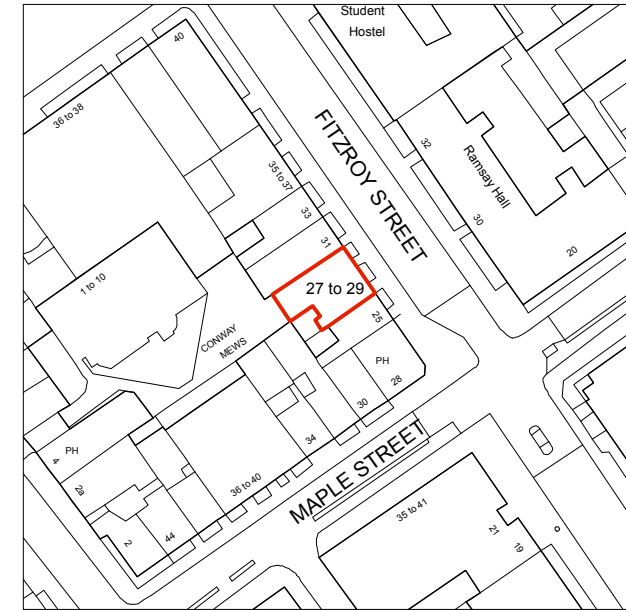 Student
Hostel
40
36 to 38
FITZROY STREET
32
Ramsay Hall
35 to 37
33
30
31
20
1 to 10
27 to 29
25
CONWAY
MEWS
PH
28
30
PH
4
34
MAPLE STREET
2a
36 to 40
35 to 41
2
44
21
19